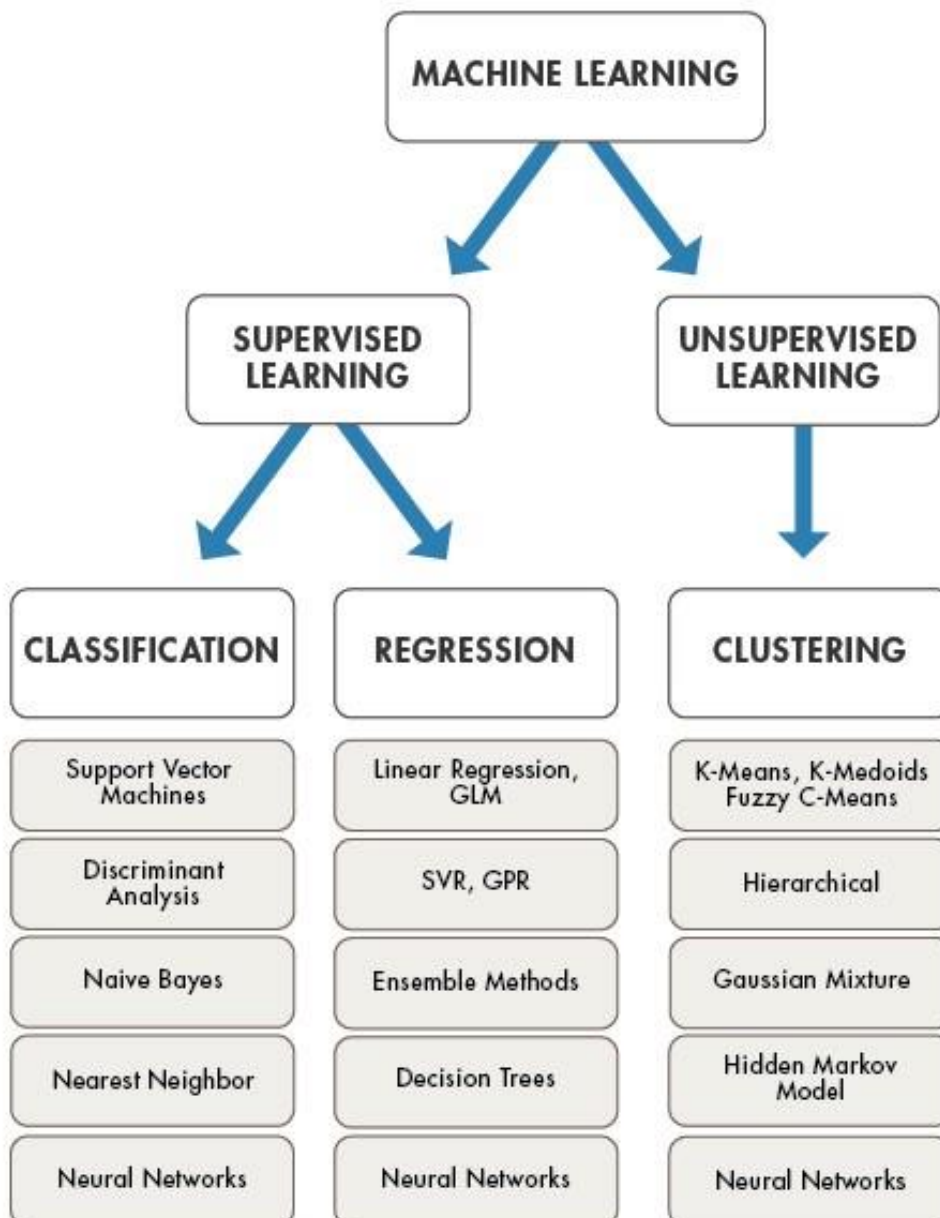 MACHINE LEARNING
SUPERVISED
LEARNING
UNSUPERVISED
LEARNING
CLASSIFICATION
REGRESSION
CLUSTERING
Support Vector
Machines
Discriminant
Analysis
Naive Bayes
Nearest Neighbor
Neural Networks
Linear Regression,
GLM
SVR, GPR
Ensemble Methods
Decision Trees
Neural Networks
K-Means, K-Medoids
Fuzzy C-Means
Hierarchical
Gaussian Mixture
Hidden Markov
Model
Neural Networks